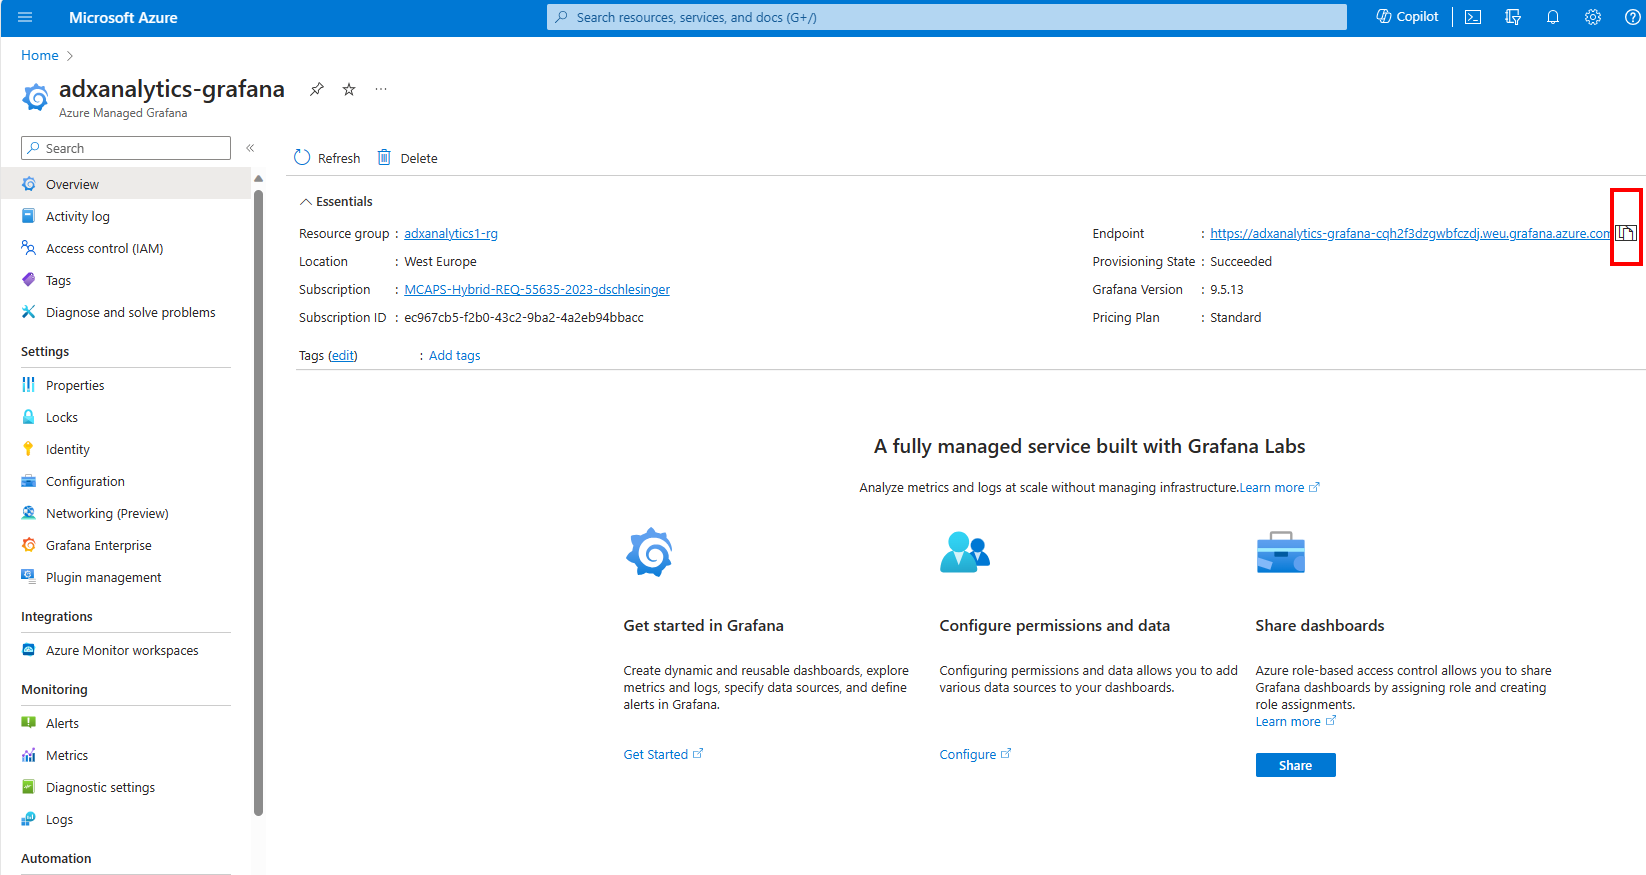 Microsoft Azure
Search resources, services, and docs (G+/)
Copilot
Home
adxanalytics-grafana
Azure Managed Grafana
Search
Refresh
Delete
Overview
Activity log
Access control (IAM)
Tags
Diagnose and solve problems
Settings
Properties
Locks
Identity
Configuration
Networking (Preview)
Grafana Enterprise
Plugin management
Integrations
Azure Monitor workspaces
Monitoring
Alerts
Metrics
Diagnostic settings
Logs
Automation
Essentials
Resource group : adxanalytics1-rg
Location : West Europe
Subscription : MCAPS-Hybrid-REQ-55635-2023-dschlesinger
Subscription ID : ec967cb5-f2b0-43c2-9ba2-4a2eb94bbacc
Tags (edit) : Add tags
Endpoint : https://adxanalytics-grafana-cqh2f3dzgwbfczdj.weu.grafana.azure.com
Provisioning State : Succeeded
Grafana Version : 9.5.13
Pricing Plan : Standard
A fully managed service built with Grafana Labs
Analyze metrics and logs at scale without managing infrastructure.Learn more
Get started in Grafana
Create dynamic and reusable dashboards, explore
metrics and logs, specify data sources, and define
alerts in Grafana.
Get Started
Configure permissions and data
Configuring permissions and data allows you to add
various data sources to your dashboards.
Configure
Share dashboards
Azure role-based access control allows you to share
Grafana dashboards by assigning role and creating
role assignments.
Learn more
Share